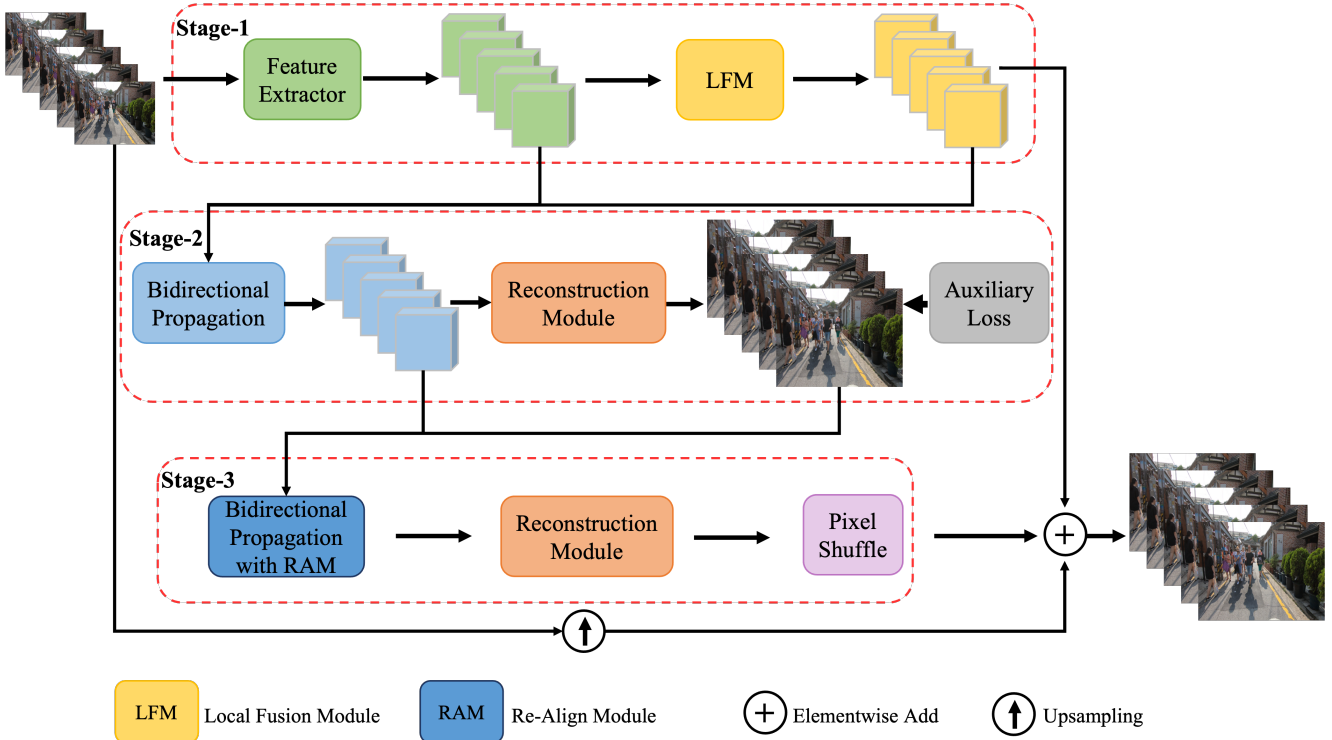 Stage-1
Feature
Extractor
LFM
Stage-2
Bidirectional
Propagation
Reconstruction
Module
Auxiliary
Loss
Stage-3
Bidirectional
Propagation
with RAM
Reconstruction
Module
Pixel
Shuffle
LFM Local Fusion Module
RAM Re-Align Module
Elementwise Add
Upsampling